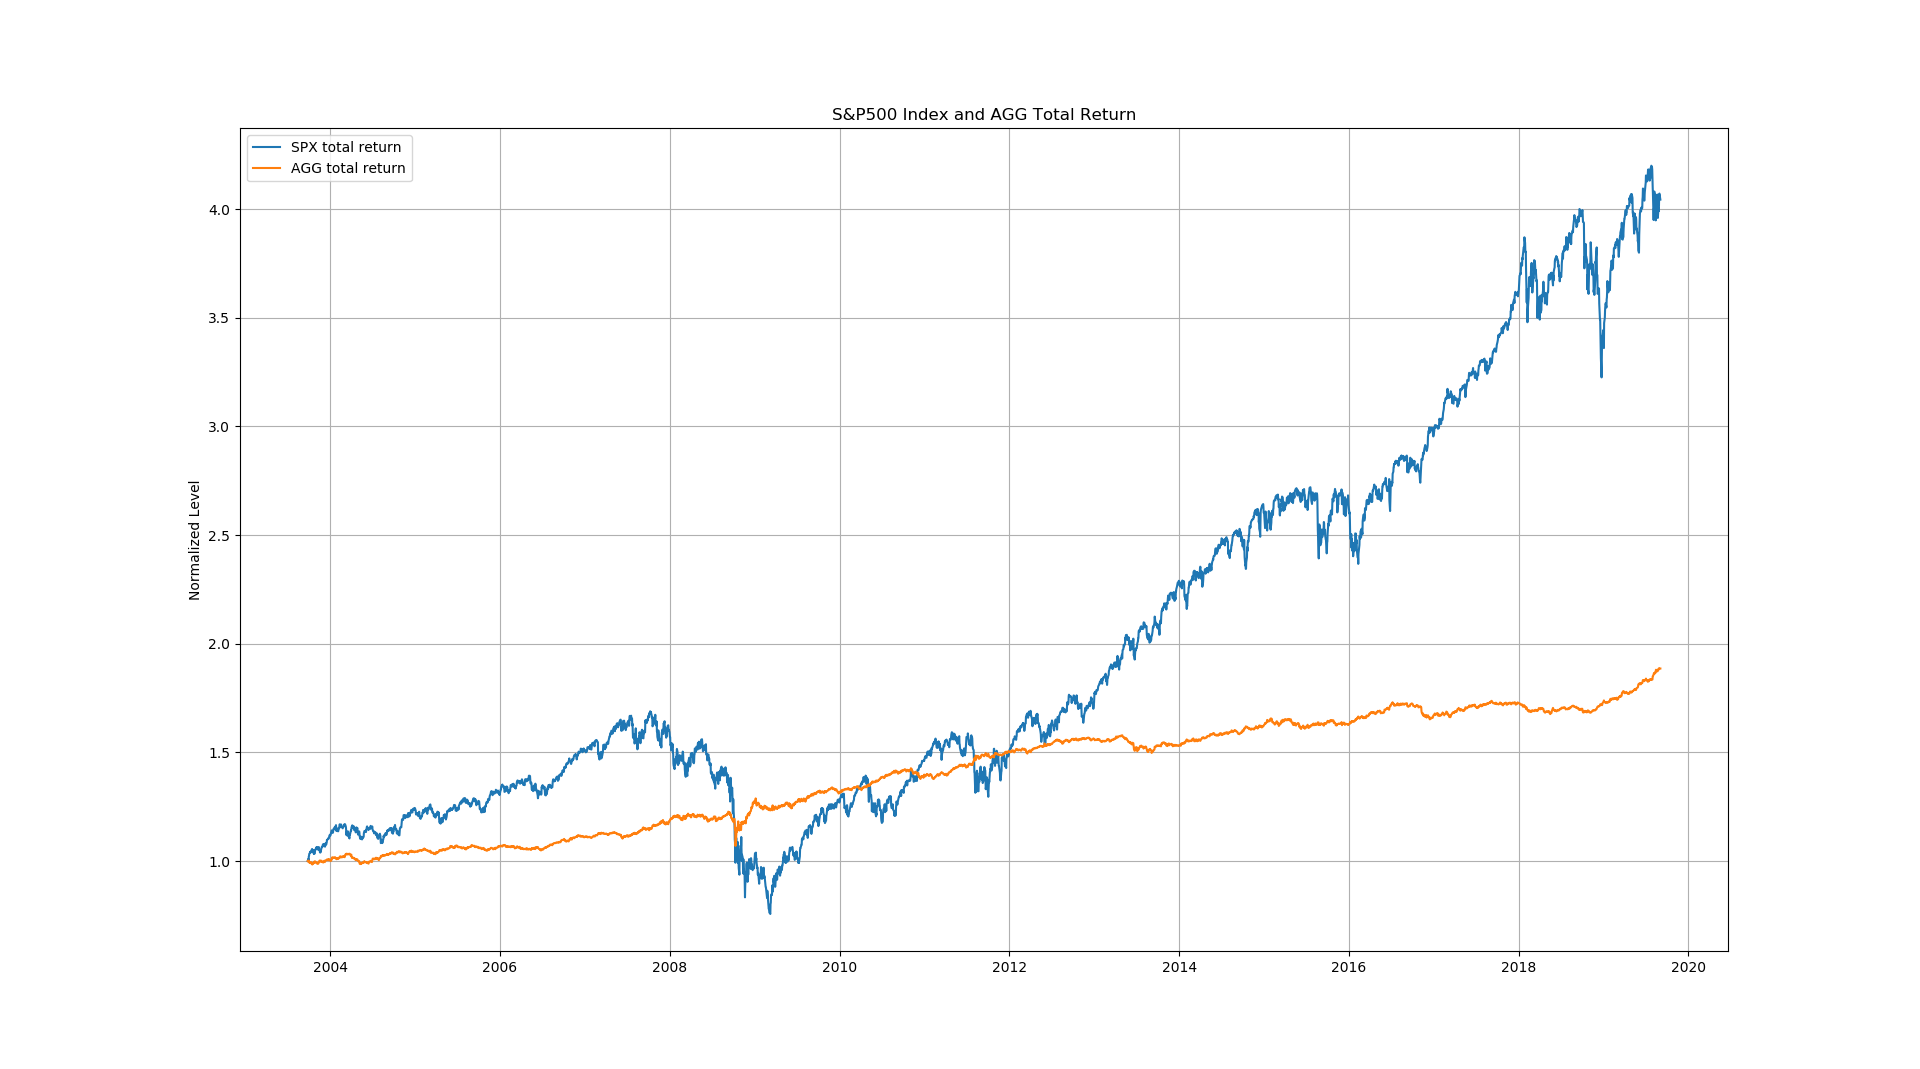 S&P500 Index and AGG Total Return
SPX total return
AGG total return
Normalized Level
4.0
3.5
3.0
2.5
2.0
1.5
1.0
2004 2006 2008 2010 2012 2014 2016 2018 2020